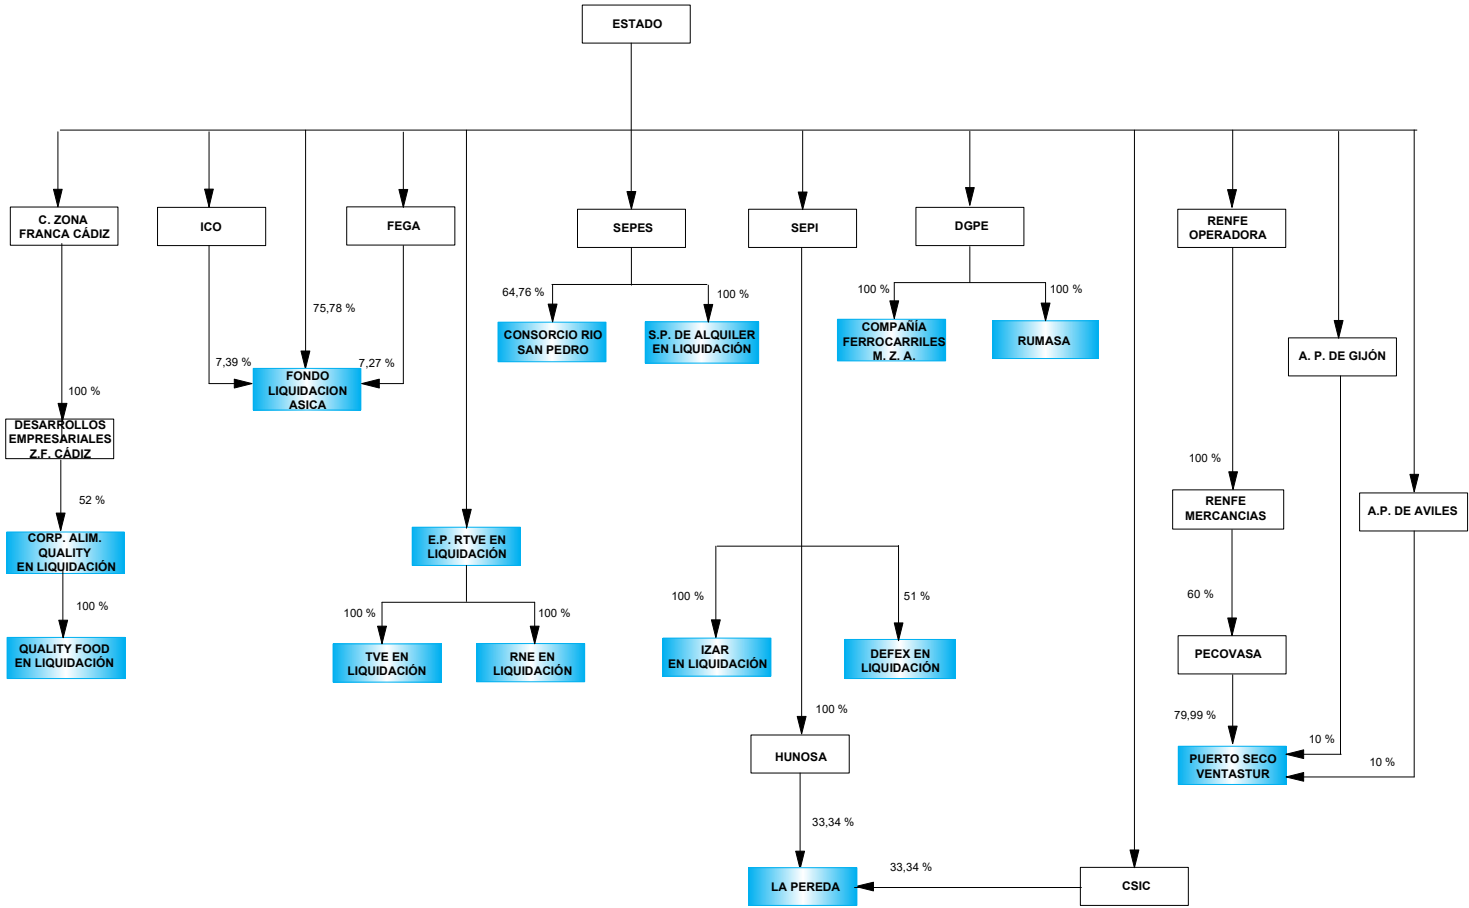 ESTADO
C. ZONA
FRANCA CÁDIZ
ICO
FEGA
SEPES
SEPI
DGPE
RENFE
OPERADORA
64,76 %
100 %
100 %
100 %
75,78 %
CONSORCIO RIO
SAN PEDRO
S.P. DE ALQUILER
EN LIQUIDACIÓN
COMPAÑÍA
FERROCARRILES
M. Z. A.
RUMASA
A. P. DE GIJÓN
7,39 %
7,27 %
FONDO
LIQUIDACION
ASICA
100 %
DESARROLLOS
EMPRESARIALES
Z.F. CÁDIZ
100 %
52 %
RENFE
MERCANCIAS
A.P. DE AVILES
CORP. ALIM.
QUALITY
EN LIQUIDACIÓN
E.P. RTVE EN
LIQUIDACIÓN
100 %
100 %
100 %
100 %
51 %
60 %
QUALITY FOOD
EN LIQUIDACIÓN
TVE EN
LIQUIDACIÓN
RNE EN
LIQUIDACIÓN
IZAR
EN LIQUIDACIÓN
DEFEX EN
LIQUIDACIÓN
PECOVASA
100 %
79,99 %
10 %
HUNOSA
PUERTO SECO
VENTASTUR
10 %
33,34 %
33,34 %
LA PEREDA
CSIC